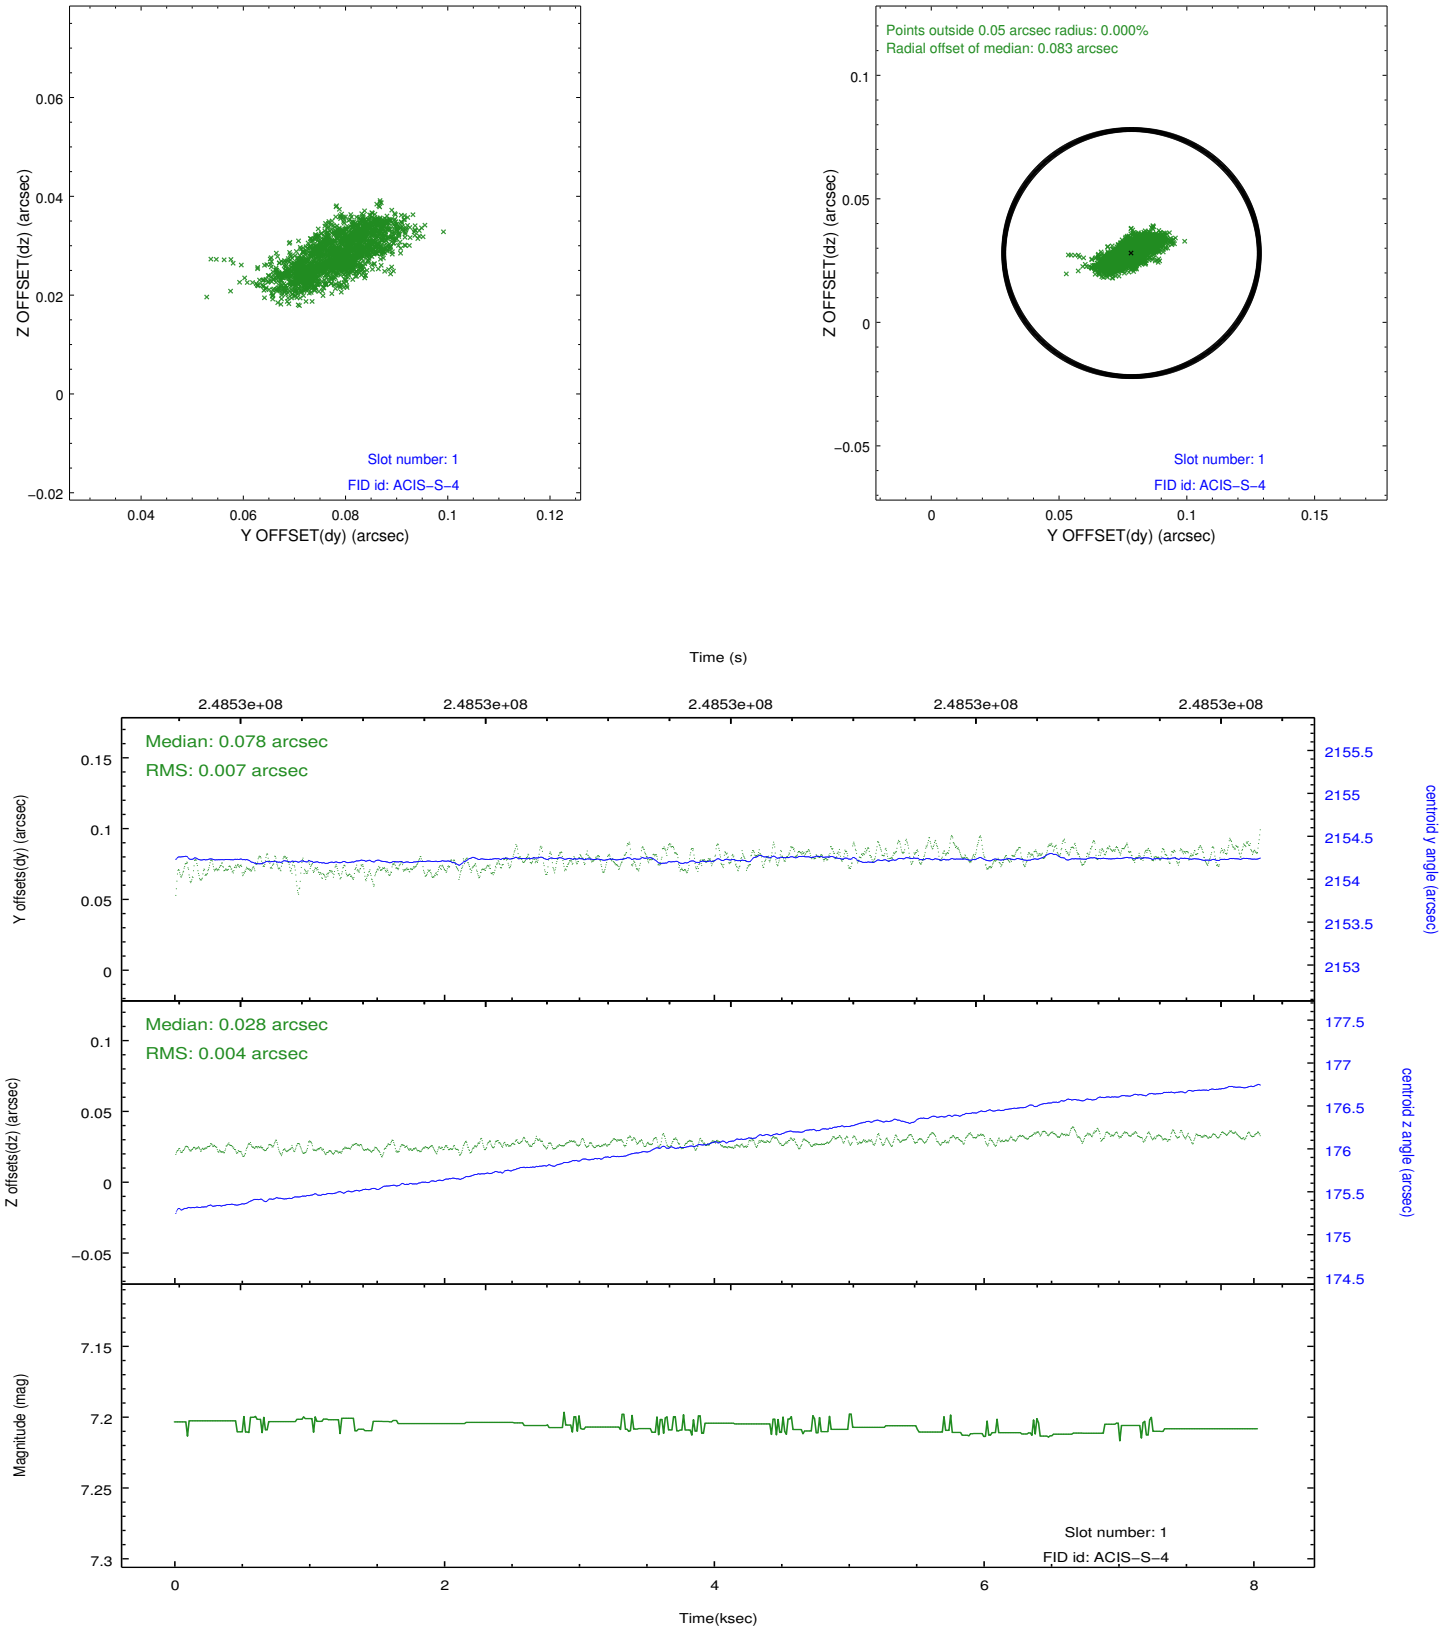 0.06
0.04
0.02
0
−0.02
Z OFFSET(dz) (arcsec)
Slot number: 1
FID id: ACIS−S−4
0.04 0.06 0.08 0.1 0.12
Y OFFSET(dy) (arcsec)
Points outside 0.05 arcsec radius: 0.000%
Radial offset of median: 0.083 arcsec
0.1
0.05
0
−0.05
Z OFFSET(dz) (arcsec)
Slot number: 1
FID id: ACIS−S−4
0 0.05 0.1 0.15
Y OFFSET(dy) (arcsec)
Time (s)
2.4853e+08 2.4853e+08 2.4853e+08 2.4853e+08 2.4853e+08
Median: 0.078 arcsec
RMS: 0.007 arcsec
0.15
0.1
0.05
0
Y offsets(dy) (arcsec)
2155.5
2155
2154.5
2154
2153.5
2153
centroid y angle (arcsec)
Median: 0.028 arcsec
RMS: 0.004 arcsec
0.1
0.05
0
−0.05
Z offsets(dz) (arcsec)
177.5
177
176.5
176
175.5
175
174.5
centroid z angle (arcsec)
7.15
7.2
7.25
7.3
Magnitude (mag)
Slot number: 1
FID id: ACIS−S−4
0 2 4 6 8
Time(ksec)